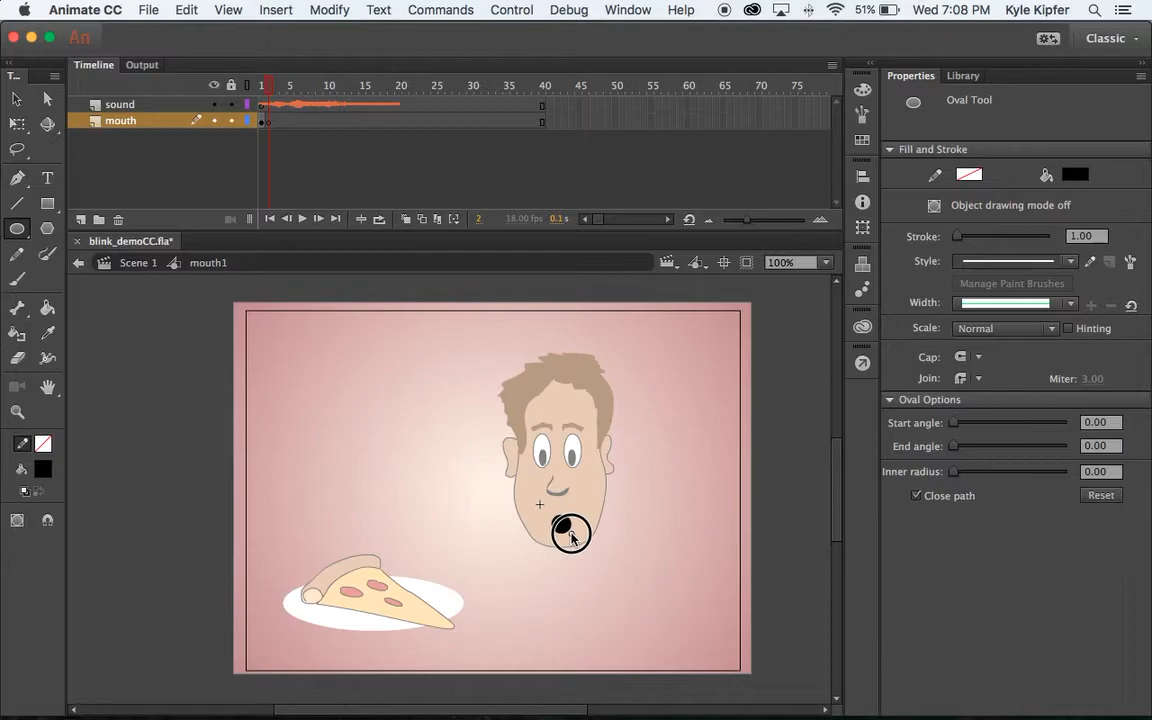 Animate CC File Edit View Insert Modify Text Commands Control Debug Window Help 51% Wed 7:08 PM Kyle Kipfer
An Classic
T...
Timeline Output
Properties Library
1 5 10 15 20 25 30 35 40 45 50 55 60 65 70 75
Oval Tool
sound
mouth
Fill and Stroke
Object drawing mode off
2 18.00 fps 0.1 s
Stroke: 1.00
blink_demoCC.fla*
Scene 1 mouth1 100%
Style:
Manage Paint Brushes
Width:
Scale: Normal Hinting
Cap:
Join: Miter: 3.00
Oval Options
Start angle: 0.00
End angle: 0.00
Inner radius: 0.00
Close path Reset